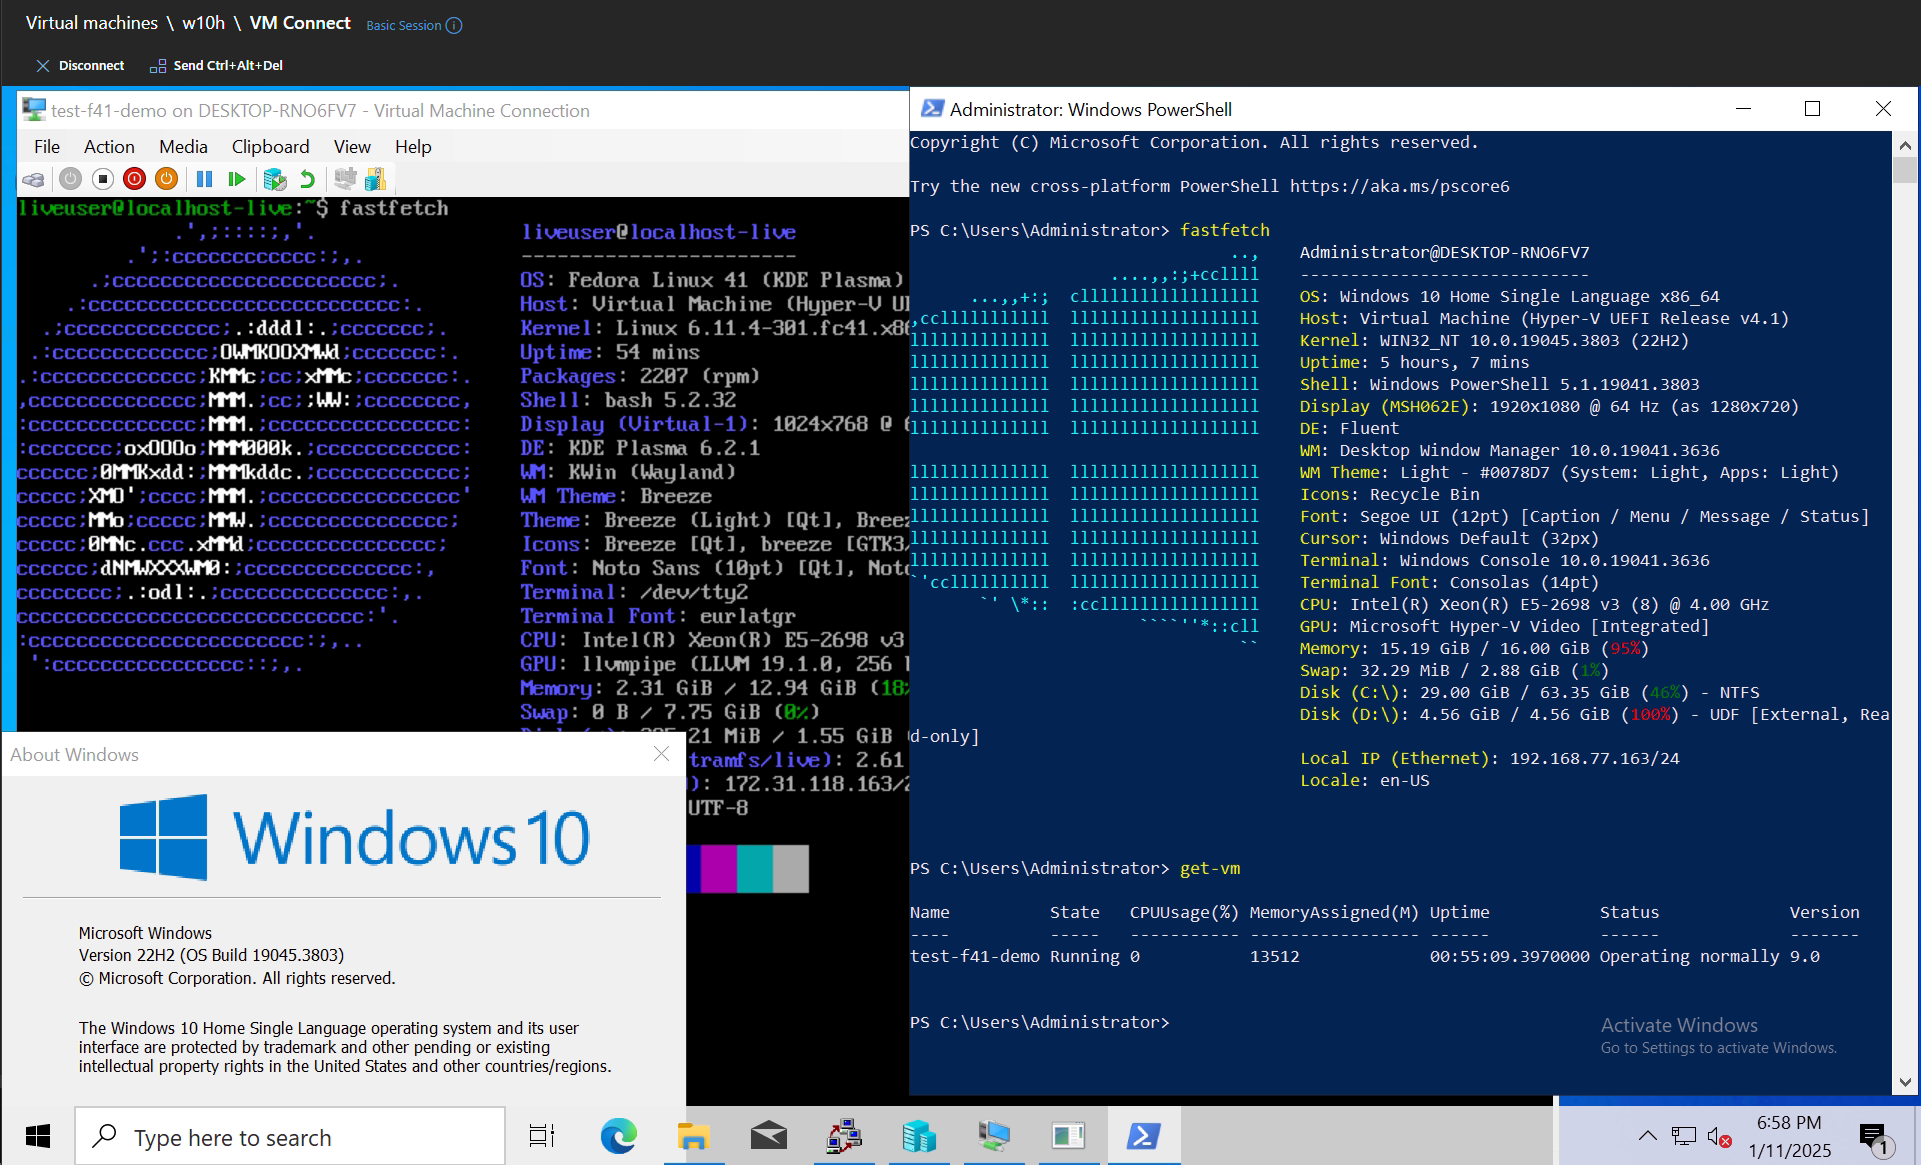 Virtual machines \ w10h \ VM Connect Basic Session
Disconnect Send Ctrl+Alt+Del
test-f41-demo on DESKTOP-RNO6FV7 - Virtual Machine Connection
File Action Media Clipboard View Help
liveuser@localhost-live:~$ fastfetch
liveuser@localhost-live
-----------------------
OS: Fedora Linux 41 (KDE Plasma)
Host: Virtual Machine (Hyper-V UE
Kernel: Linux 6.11.4-301.fc41.x86
Uptime: 54 mins
Packages: 2207 (rpm)
Shell: bash 5.2.32
Display (Virtual-1): 1024x768 @ 6
DE: KDE Plasma 6.2.1
WM: KWin (Wayland)
WM Theme: Breeze
Theme: Breeze (Light) [Qt], Breez
Icons: Breeze [Qt], breeze [GTK3/
Font: Noto Sans (10pt) [Qt], Noto
Terminal: /dev/tty2
Terminal Font: eurlatgr
CPU: Intel(R) Xeon(R) E5-2698 v3
GPU: llvmpipe (LLVM 19.1.0, 256
Memory: 2.31 GiB / 12.94 GiB (18%
Swap: 0 B / 7.75 GiB (0%)
21 MiB / 1.55 GiB
tramfs/live): 2.61
): 172.31.118.163/2
UTF-8
About Windows
Windows 10
Microsoft Windows
Version 22H2 (OS Build 19045.3803)
© Microsoft Corporation. All rights reserved.
The Windows 10 Home Single Language operating system and its user
interface are protected by trademark and other pending or existing
intellectual property rights in the United States and other countries/regions.
Administrator: Windows PowerShell
Copyright (C) Microsoft Corporation. All rights reserved.
Try the new cross-platform PowerShell https://aka.ms/pscore6
PS C:\Users\Administrator> fastfetch
Administrator@DESKTOP-RNO6FV7
-----------------------------
OS: Windows 10 Home Single Language x86_64
Host: Virtual Machine (Hyper-V UEFI Release v4.1)
Kernel: WIN32_NT 10.0.19045.3803 (22H2)
Uptime: 5 hours, 7 mins
Shell: Windows PowerShell 5.1.19041.3803
Display (MSH062E): 1920x1080 @ 64 Hz (as 1280x720)
DE: Fluent
WM: Desktop Window Manager 10.0.19041.3636
WM Theme: Light - #0078D7 (System: Light, Apps: Light)
Icons: Recycle Bin
Font: Segoe UI (12pt) [Caption / Menu / Message / Status]
Cursor: Windows Default (32px)
Terminal: Windows Console 10.0.19041.3636
Terminal Font: Consolas (14pt)
CPU: Intel(R) Xeon(R) E5-2698 v3 (8) @ 4.00 GHz
GPU: Microsoft Hyper-V Video [Integrated]
Memory: 15.19 GiB / 16.00 GiB (95%)
Swap: 32.29 MiB / 2.88 GiB (1%)
Disk (C:\): 29.00 GiB / 63.35 GiB (46%) - NTFS
Disk (D:\): 4.56 GiB / 4.56 GiB (100%) - UDF [External, Rea
d-only]
Local IP (Ethernet): 192.168.77.163/24
Locale: en-US
PS C:\Users\Administrator> get-vm
Name State CPUUsage(%) MemoryAssigned(M) Uptime Status Version
---- ----- ----------- ----------------- ------ ------ -------
test-f41-demo Running 0 13512 00:55:09.3970000 Operating normally 9.0
PS C:\Users\Administrator>
Activate Windows
Go to Settings to activate Windows.
Type here to search
6:58 PM
1/11/2025
1